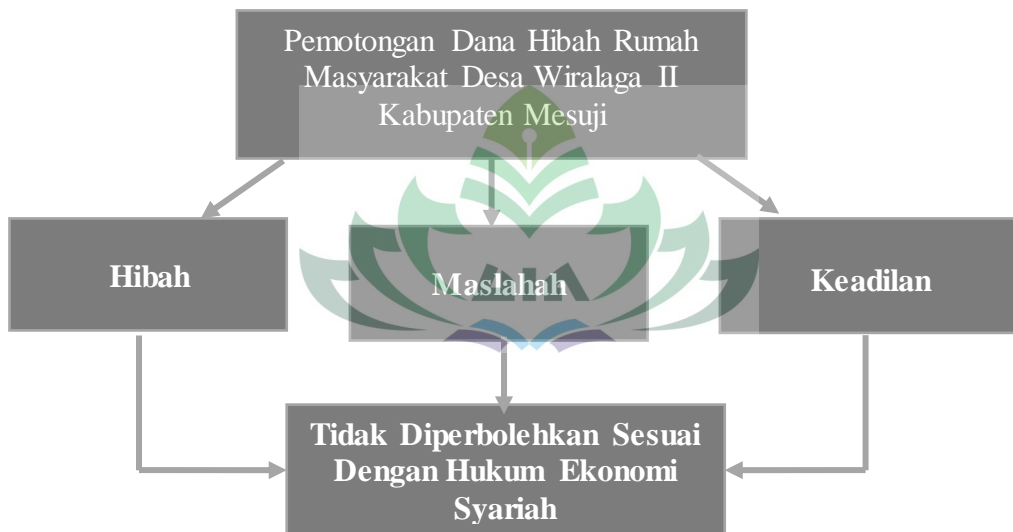 Pemotongan Dana Hibah Rumah
Masyarakat Desa Wiralaga II
Kabupaten Mesuji
Hibah
Maslahah
Keadilan
Tidak Diperbolehkan Sesuai
Dengan Hukum Ekonomi
Syariah